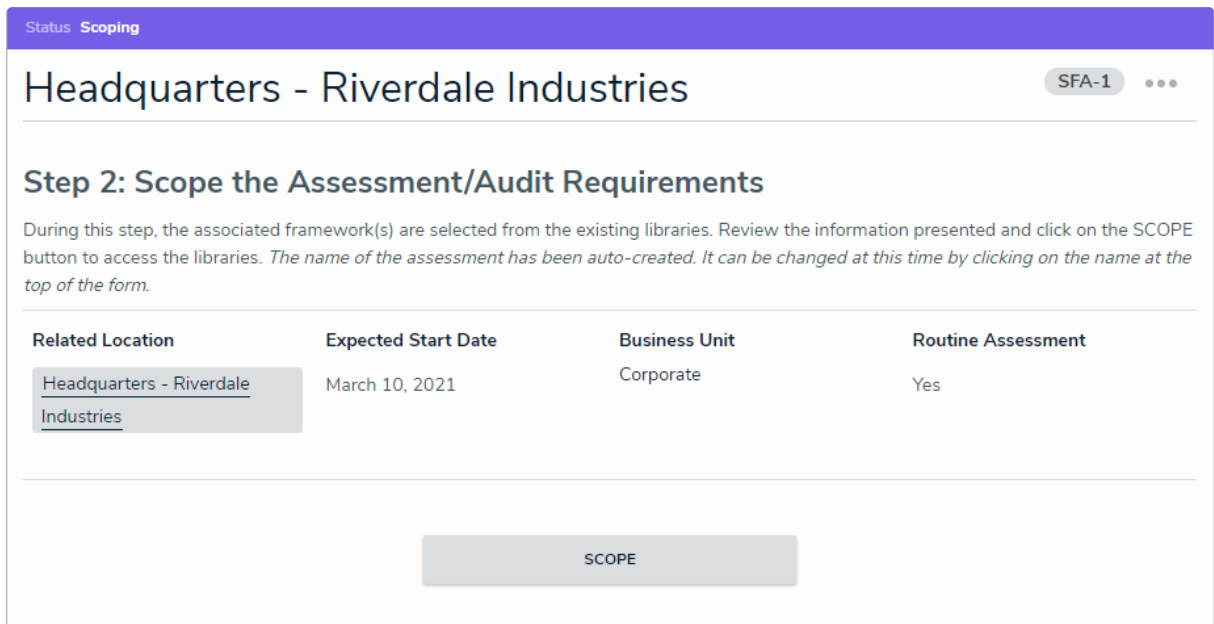 Status Scoping
Headquarters - Riverdale Industries
SFA-1
Step 2: Scope the Assessment/Audit Requirements
During this step, the associated framework(s) are selected from the existing libraries. Review the information presented and click on the SCOPE
button to access the libraries. The name of the assessment has been auto-created. It can be changed at this time by clicking on the name at the
top of the form.
Related Location
Headquarters - Riverdale
Industries
Expected Start Date
March 10, 2021
Business Unit
Corporate
Routine Assessment
Yes
SCOPE